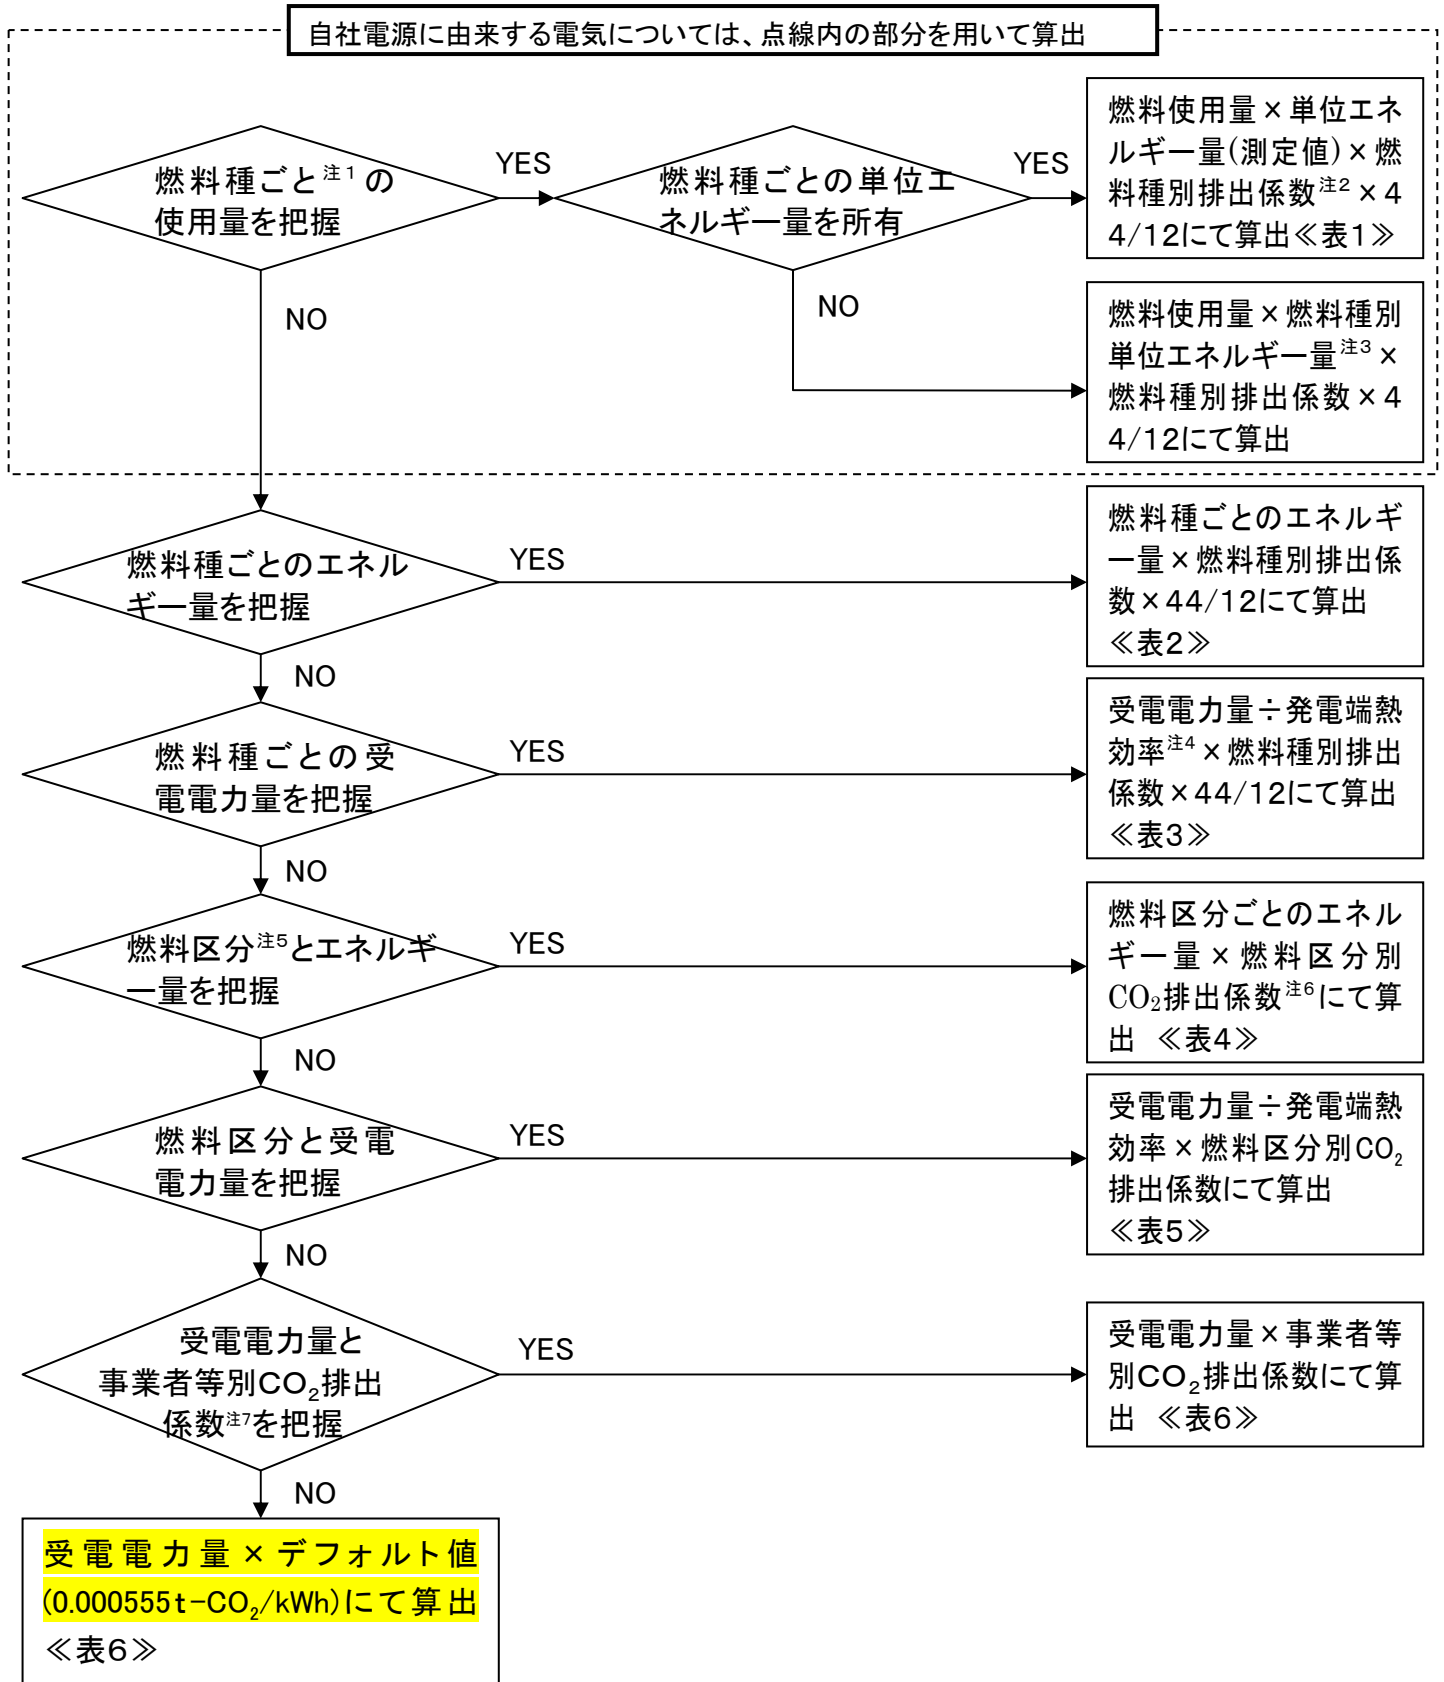 自社電源に由来する電気については、点線内の部分を用いて算出
燃料種ごと注1の
使用量を把握
YES
燃料種ごとの単位エ
ネルギー量を所有
YES
燃料使用量×単位エネ
ルギー量(測定値)×燃
料種別排出係数注2×4
4/12にて算出≪表1≫
NO
NO
燃料使用量×燃料種別
単位エネルギー量注3×
燃料種別排出係数×4
4/12にて算出
燃料種ごとのエネル
ギー量を把握
YES
燃料種ごとのエネルギ
ー量×燃料種別排出係
数×44/12にて算出
≪表2≫
NO
燃料種ごとの受
電電力量を把握
YES
受電電力量÷発電端熱
効率注4×燃料種別排出
係数×44/12にて算出
≪表3≫
NO
燃料区分注5とエネルギ
ー量を把握
YES
燃料区分ごとのエネル
ギー量×燃料区分別
CO₂排出係数注6にて算
出 ≪表4≫
NO
燃料区分と受電
電力量を把握
YES
受電電力量÷発電端熱
効率×燃料区分別CO₂
排出係数にて算出
≪表5≫
NO
受電電力量と
事業者等別CO₂排出
係数注7を把握
YES
受電電力量×事業者等
別CO₂排出係数にて算
出 ≪表6≫
NO
受電電力量×デフォルト値
(0.000555t-CO₂/kWh)にて算出
≪表6≫